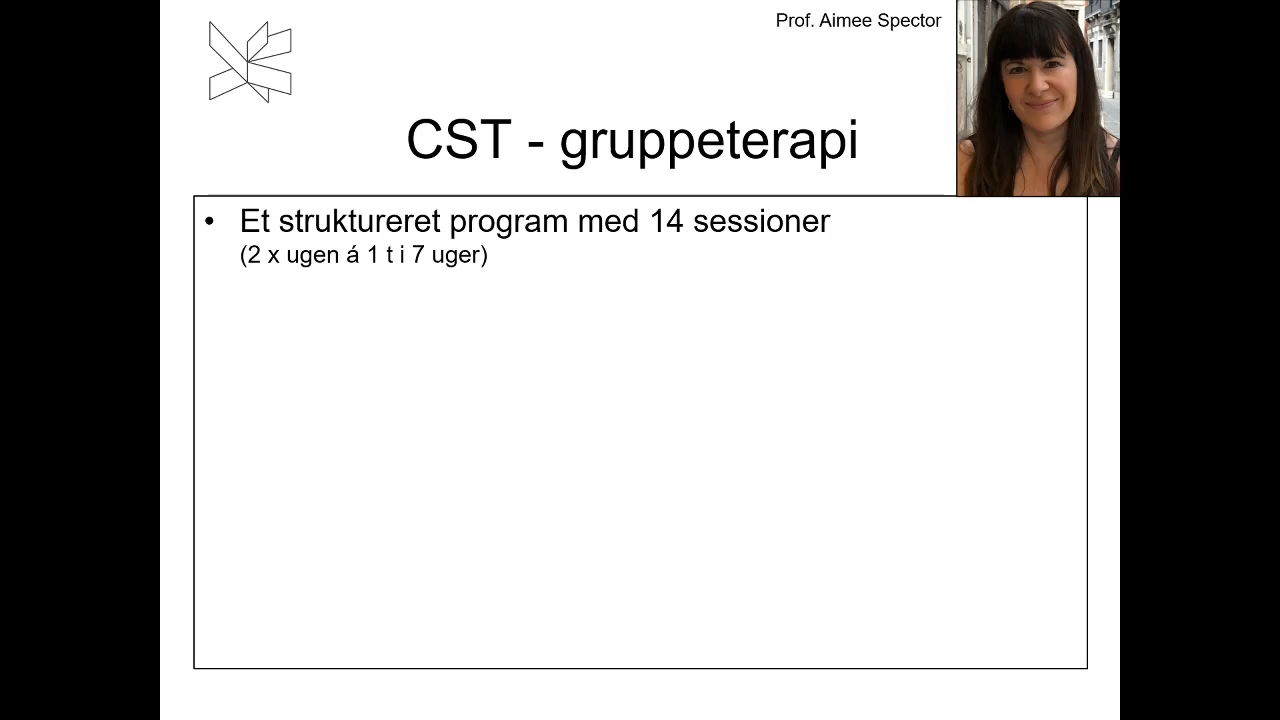 Prof. Aimee Spector
CST - gruppeterapi
• Et struktureret program med 14 sessioner
(2 x ugen á 1 t i 7 uger)